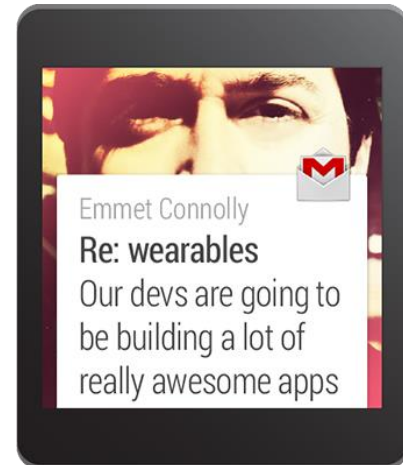 Emmet Connolly
Re: wearables
Our devs are going to
be building a lot of
really awesome apps